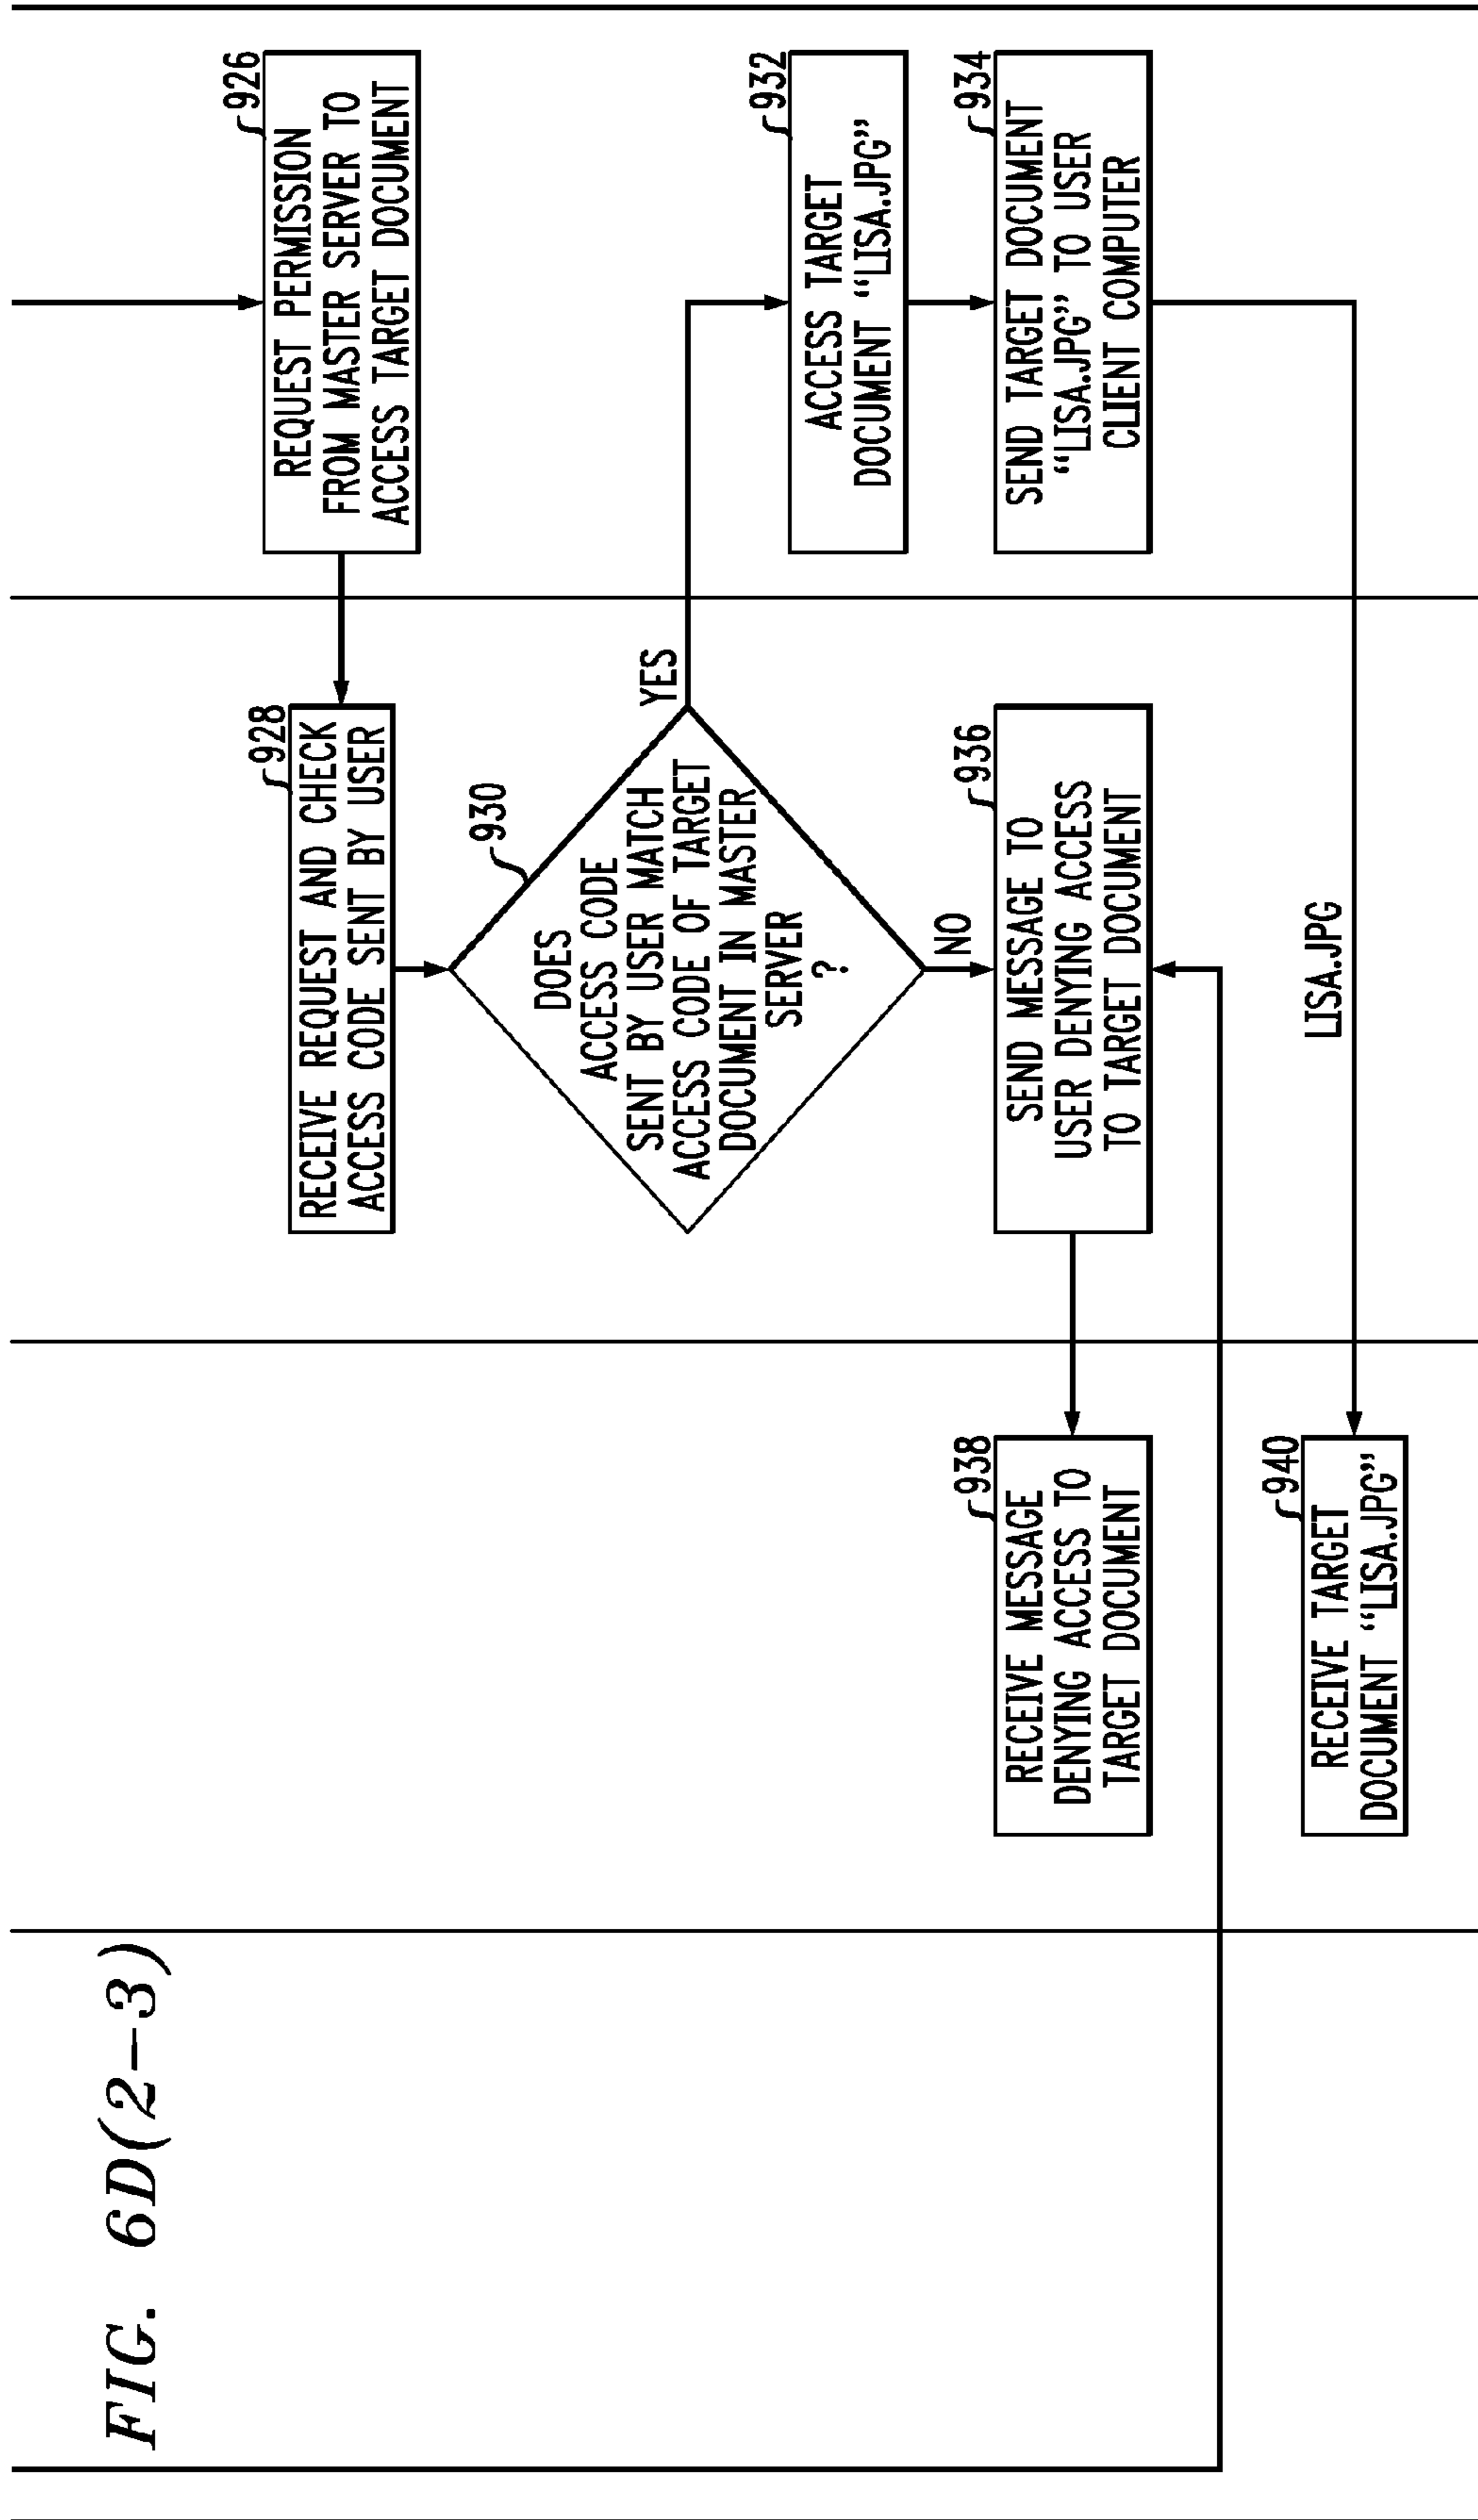 FIG. 6D(2-3)
926
REQUEST PERMISSION
FROM MASTER SERVER TO
ACCESS TARGET DOCUMENT
928
RECEIVE REQUEST AND CHECK
ACCESS CODE SENT BY USER
930
DOES
ACCESS CODE
SENT BY USER MATCH
ACCESS CODE OF TARGET
DOCUMENT IN MASTER
SERVER
?
YES
NO
932
ACCESS TARGET
DOCUMENT “LISA.JPG”
934
SEND TARGET DOCUMENT
“LISA.JPG” TO USER
CLIENT COMPUTER
936
SEND MESSAGE TO
USER DENYING ACCESS
TO TARGET DOCUMENT
938
RECEIVE MESSAGE
DENYING ACCESS TO
TARGET DOCUMENT
LISA.JPG
940
RECEIVE TARGET
DOCUMENT “LISA.JPG”